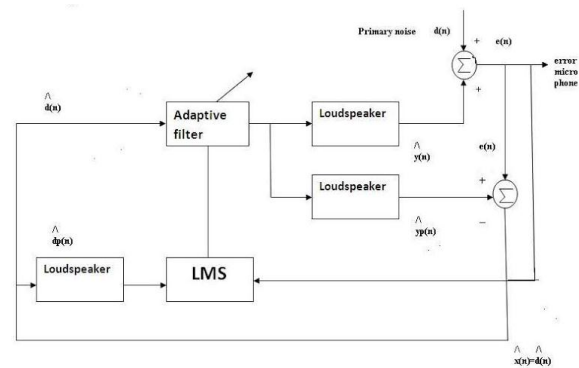 Primary noise d(n) + e(n)
Σ
error
micro
phone
+
^
d(n)
Adaptive
filter
Loudspeaker
^
y(n)
e(n)
+
Loudspeaker
Σ
^
yp(n)
−
^
dp(n)
Loudspeaker
LMS
^ ^
x(n)=d(n)